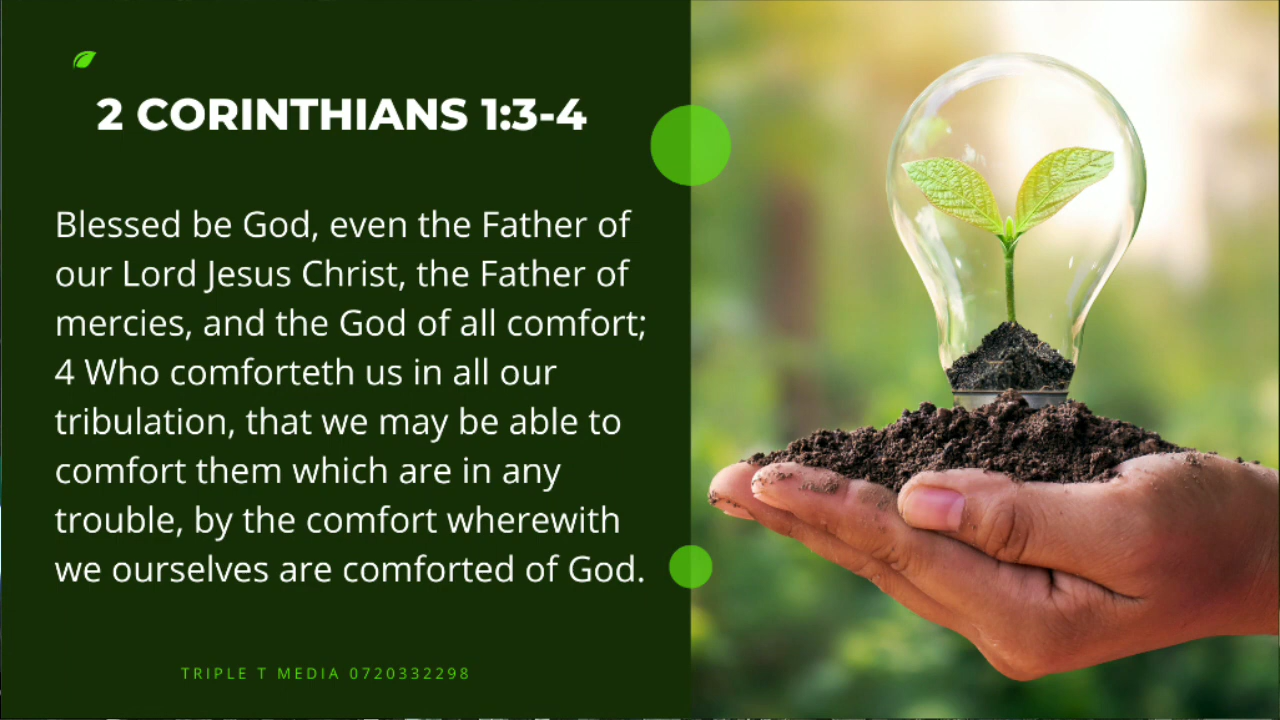 2 CORINTHIANS 1:3-4
Blessed be God, even the Father of
our Lord Jesus Christ, the Father of
mercies, and the God of all comfort;
4 Who comforteth us in all our
tribulation, that we may be able to
comfort them which are in any
trouble, by the comfort wherewith
we ourselves are comforted of God.
TRIPLE T MEDIA 0720332298